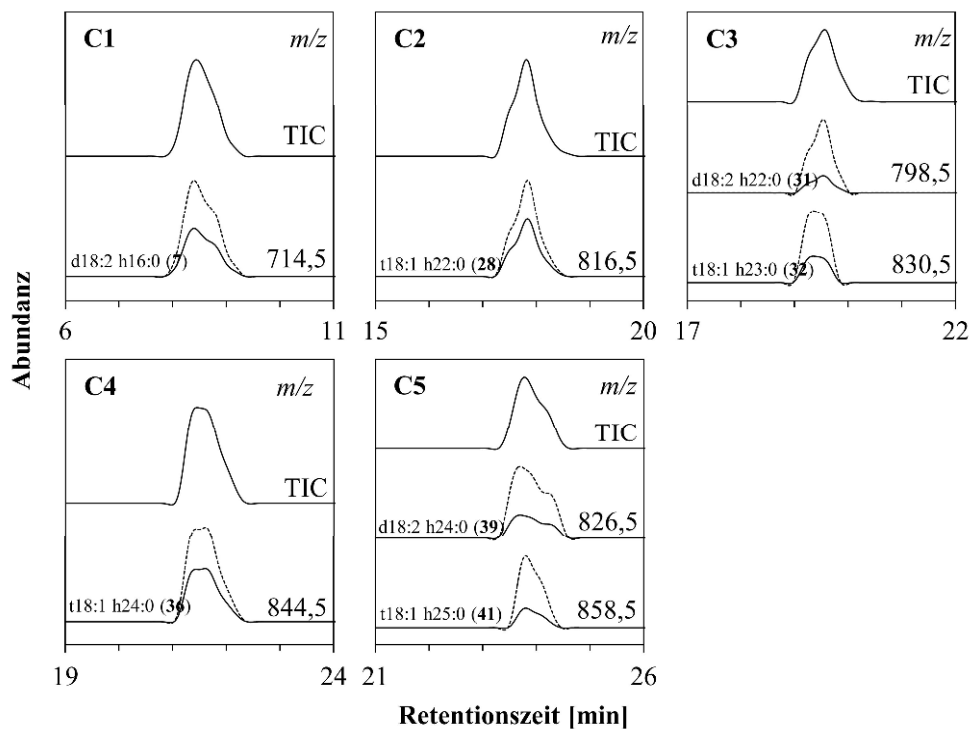 C1 m/z
TIC
d18:2 h16:0 (7) 714,5
6 11
C2 m/z
TIC
t18:1 h22:0 (28) 816,5
15 20
C3 m/z
TIC
d18:2 h22:0 (31) 798,5
t18:1 h23:0 (32) 830,5
17 22
C4 m/z
TIC
t18:1 h24:0 (36) 844,5
19 24
C5 m/z
TIC
d18:2 h24:0 (39) 826,5
t18:1 h25:0 (41) 858,5
21 26
Abundanz
Retentionszeit [min]